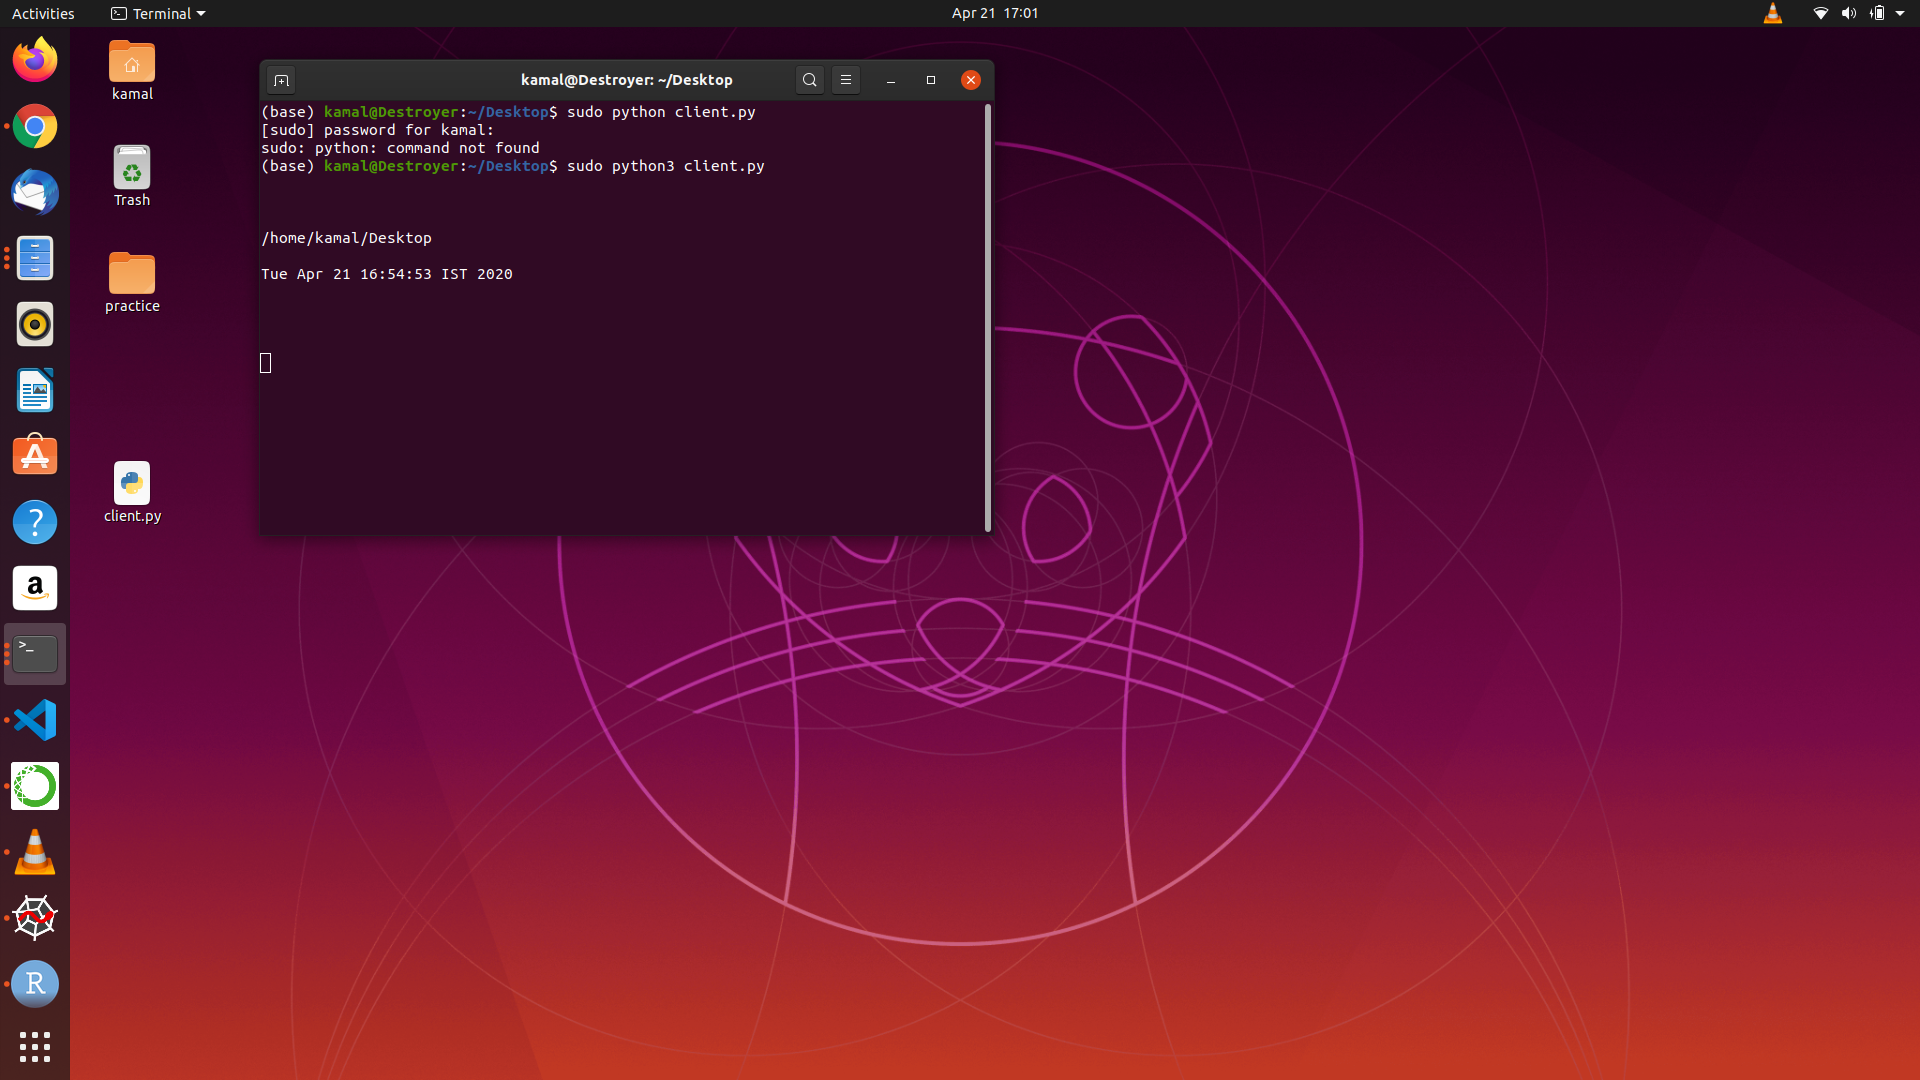 Activities
Terminal
Apr 21 17:01
kamal
Trash
practice
client.py
kamal@Destroyer: ~/Desktop
(base) kamal@Destroyer:~/Desktop$ sudo python client.py
[sudo] password for kamal:
sudo: python: command not found
(base) kamal@Destroyer:~/Desktop$ sudo python3 client.py
/home/kamal/Desktop
Tue Apr 21 16:54:53 IST 2020
?
a
>_
R